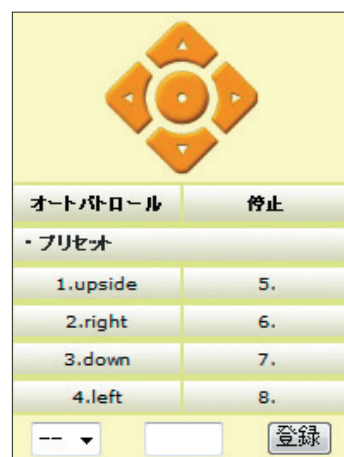 オートパトロール 停止
・プリセット
1.upside 5.
2.right 6.
3.down 7.
4.left 8.
-- 登録